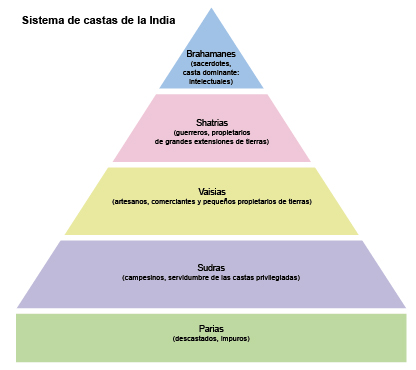 Sistema de castas de la India
Brahamanes
(sacerdotes,
casta dominante:
intelectuales)
Shatrias
(guerreros, propietarios
de grandes extensiones de tierras)
Vaisias
(artesanos, comerciantes y pequeños propietarios de tierras)
Sudras
(campesinos, servidumbre de las castas privilegiadas)
Parias
(descastados, impuros)